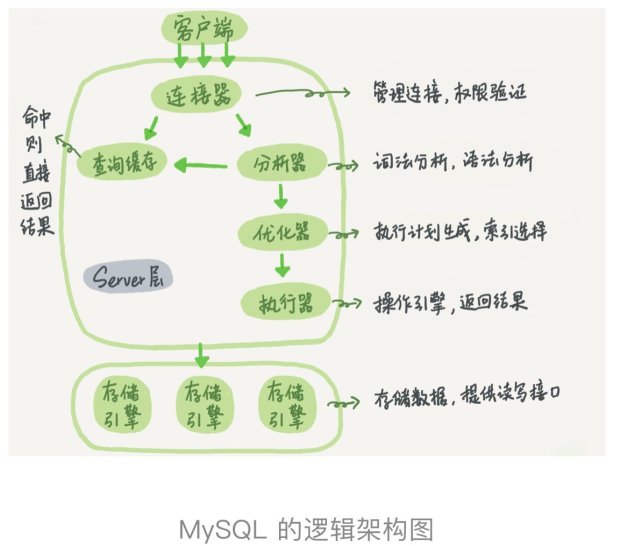 客户端
连接器
管理连接,权限验证
命中
则
直接
返回
结果
查询缓存
分析器
词法分析,语法分析
优化器
执行计划生成,索引选择
Server层
执行器
操作引擎,返回结果
存储
引擎
存储
引擎
存储
引擎
存储数据,提供读写接口
MySQL 的逻辑架构图